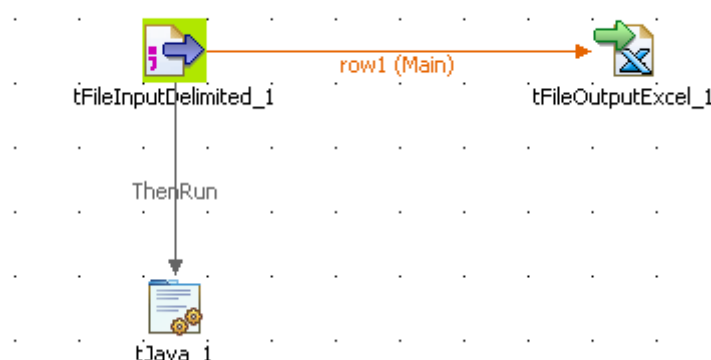 row1 (Main)
tFileInputDelimited_1
tFileOutputExcel_1
ThenRun
tJava_1